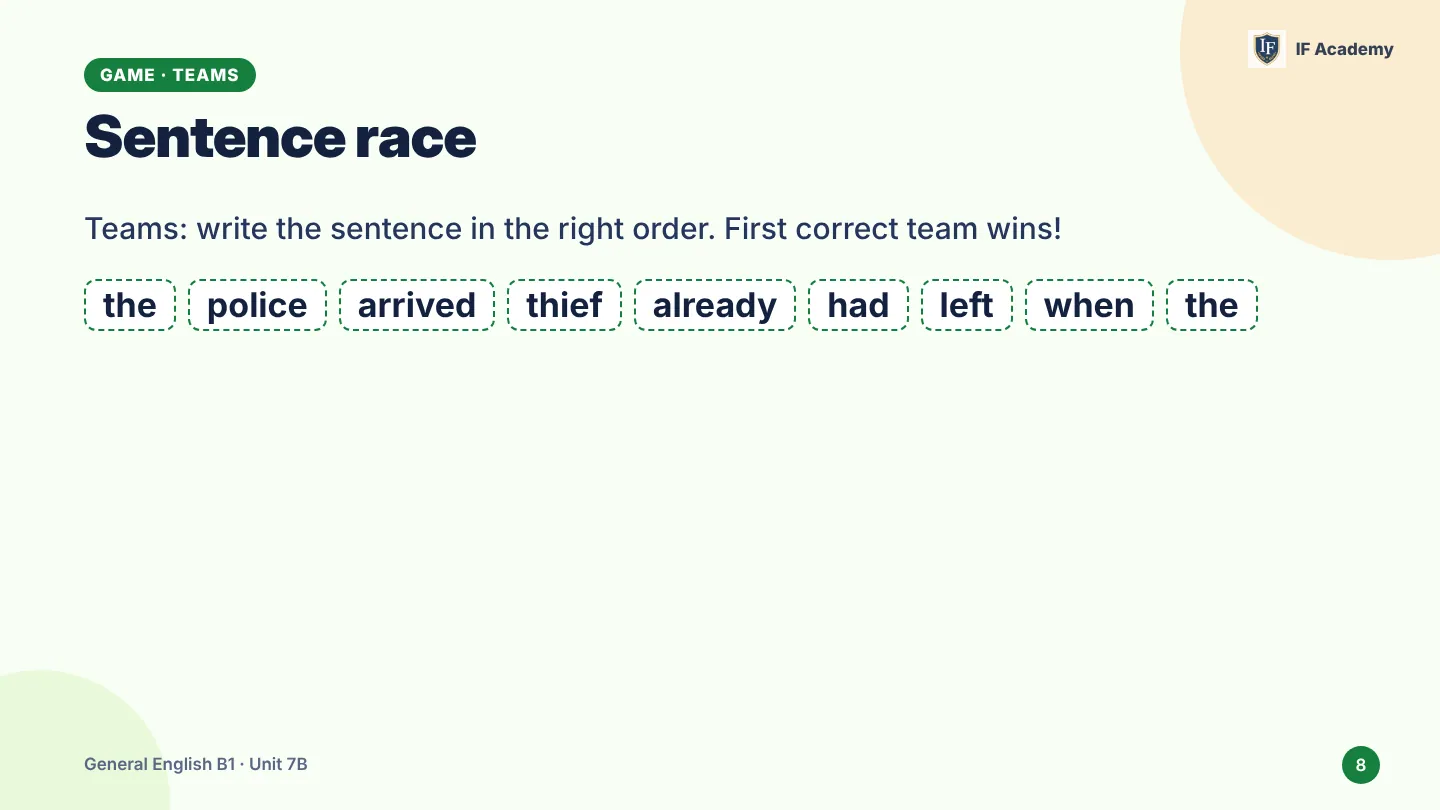 IF IF Academy
GAME · TEAMS
Sentence race
Teams: write the sentence in the right order. First correct team wins!
the police arrived thief already had left when the
General English B1 · Unit 7B
8